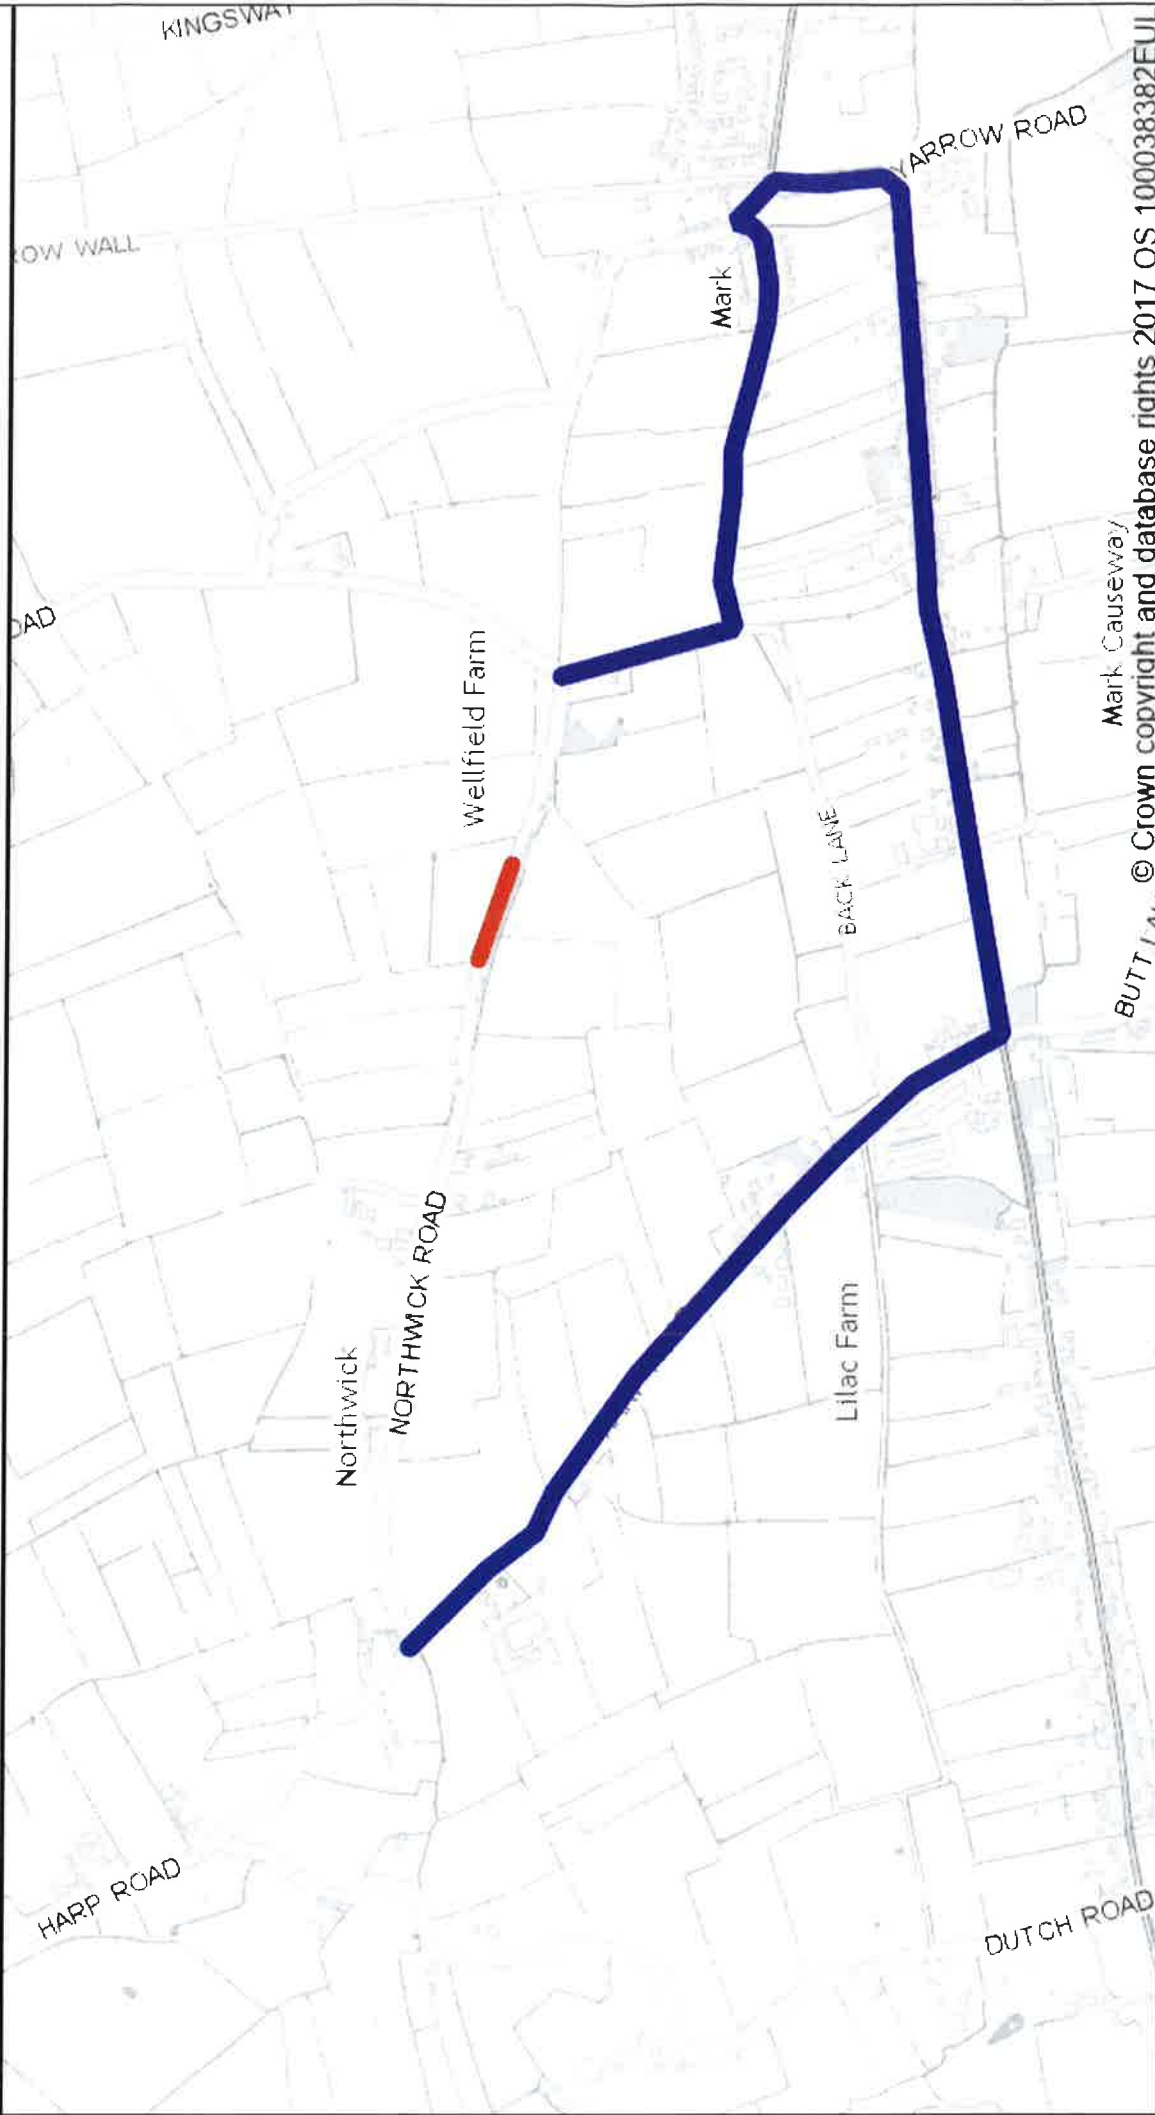 KINGSWAY
ROW WALL
YARROW ROAD
Mark
OAD
Wellfield Farm
BACK LANE
Mark Causeway
BUTT LA
NORTHWICK ROAD
Northwick
Lilac Farm
HARP ROAD
DUTCH ROAD
© Crown copyright and database rights 2017 OS 100038382EUL